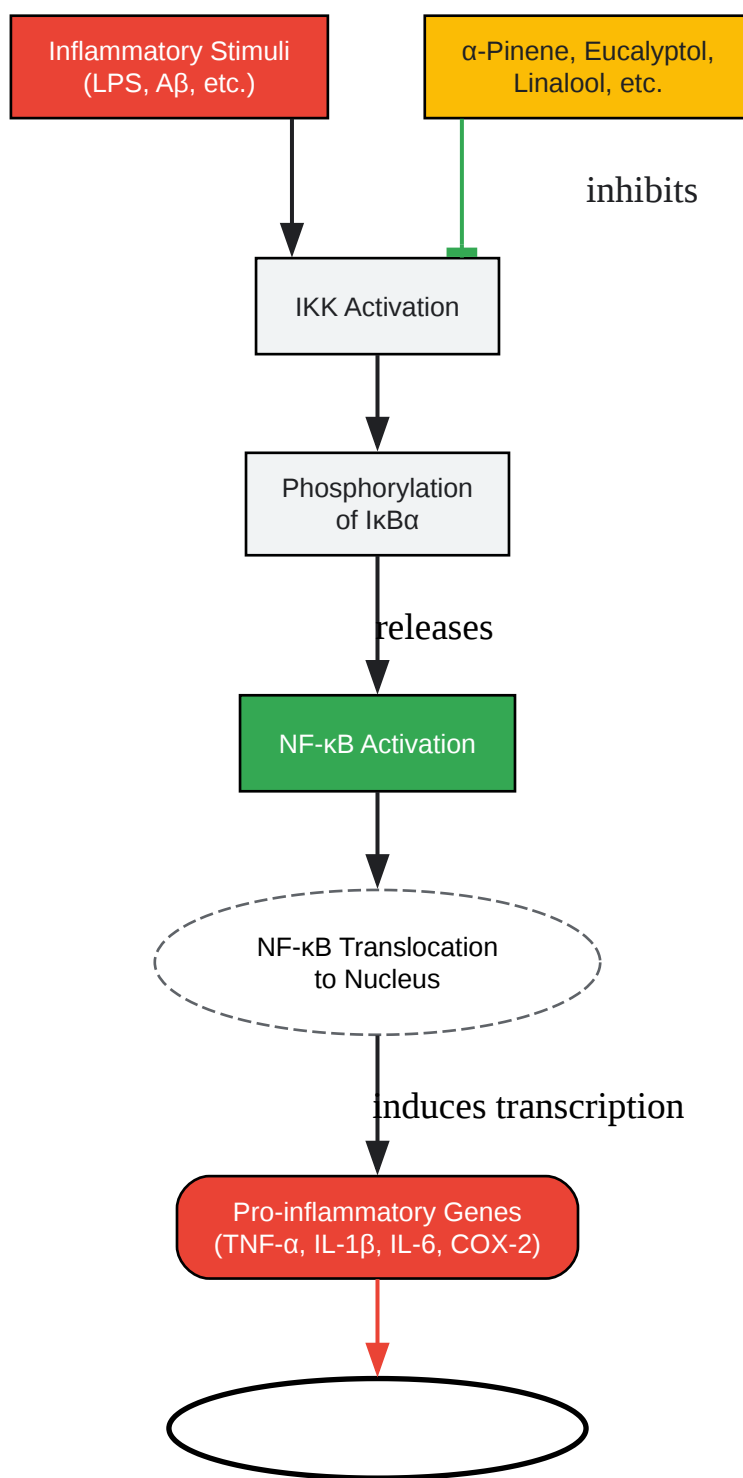 Inflammatory Stimuli
(LPS, Aβ, etc.)
α-Pinene, Eucalyptol,
Linalool, etc.
inhibits
IKK Activation
Phosphorylation
of IκBα
releases
NF-κB Activation
NF-κB Translocation
to Nucleus
induces transcription
Pro-inflammatory Genes
(TNF-α, IL-1β, IL-6, COX-2)